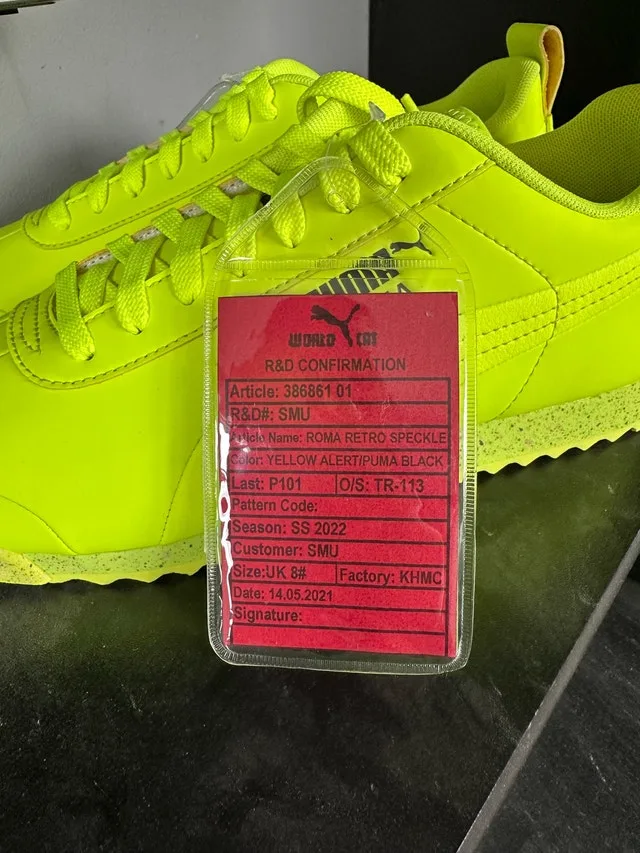 PUMA
WORLD CAT
R&D CONFIRMATION
Article: 386861 01
R&D#: SMU
Article Name: ROMA RETRO SPECKLE
Color: YELLOW ALERT/PUMA BLACK
Last: P101 O/S: TR-113
Pattern Code:
Season: SS 2022
Customer: SMU
Size:UK 8# Factory: KHMC
Date: 14.05.2021
Signature: